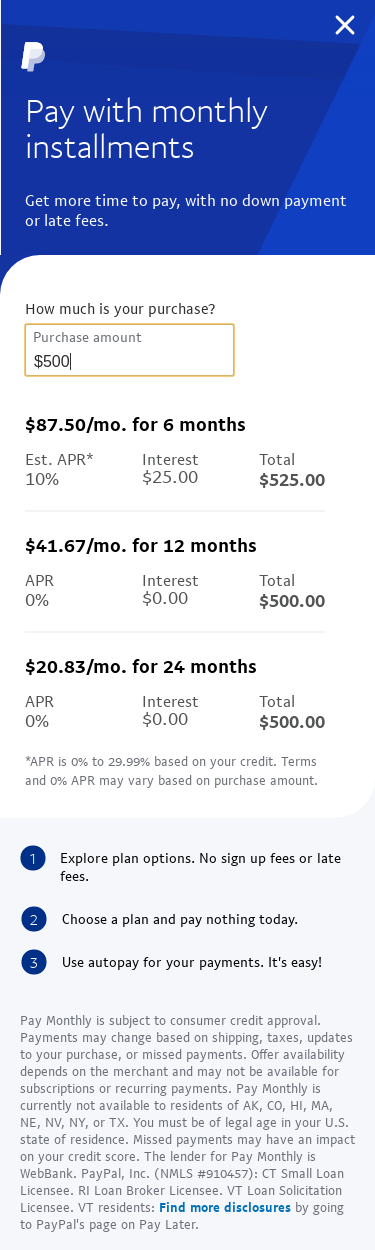 Pay with monthly
installments
Get more time to pay, with no down payment
or late fees.
How much is your purchase?
Purchase amount
$500
$87.50/mo. for 6 months
Est. APR* Interest Total
10% $25.00 $525.00
$41.67/mo. for 12 months
APR Interest Total
0% $0.00 $500.00
$20.83/mo. for 24 months
APR Interest Total
0% $0.00 $500.00
*APR is 0% to 29.99% based on your credit. Terms
and 0% APR may vary based on purchase amount.
1 Explore plan options. No sign up fees or late
fees.
2 Choose a plan and pay nothing today.
3 Use autopay for your payments. It's easy!
Pay Monthly is subject to consumer credit approval.
Payments may change based on shipping, taxes, updates
to your purchase, or missed payments. Offer availability
depends on the merchant and may not be available for
subscriptions or recurring payments. Pay Monthly is
currently not available to residents of AK, CO, HI, MA,
NE, NV, NY, or TX. You must be of legal age in your U.S.
state of residence. Missed payments may have an impact
on your credit score. The lender for Pay Monthly is
WebBank. PayPal, Inc. (NMLS #910457): CT Small Loan
Licensee. RI Loan Broker Licensee. VT Loan Solicitation
Licensee. VT residents: Find more disclosures by going
to PayPal's page on Pay Later.